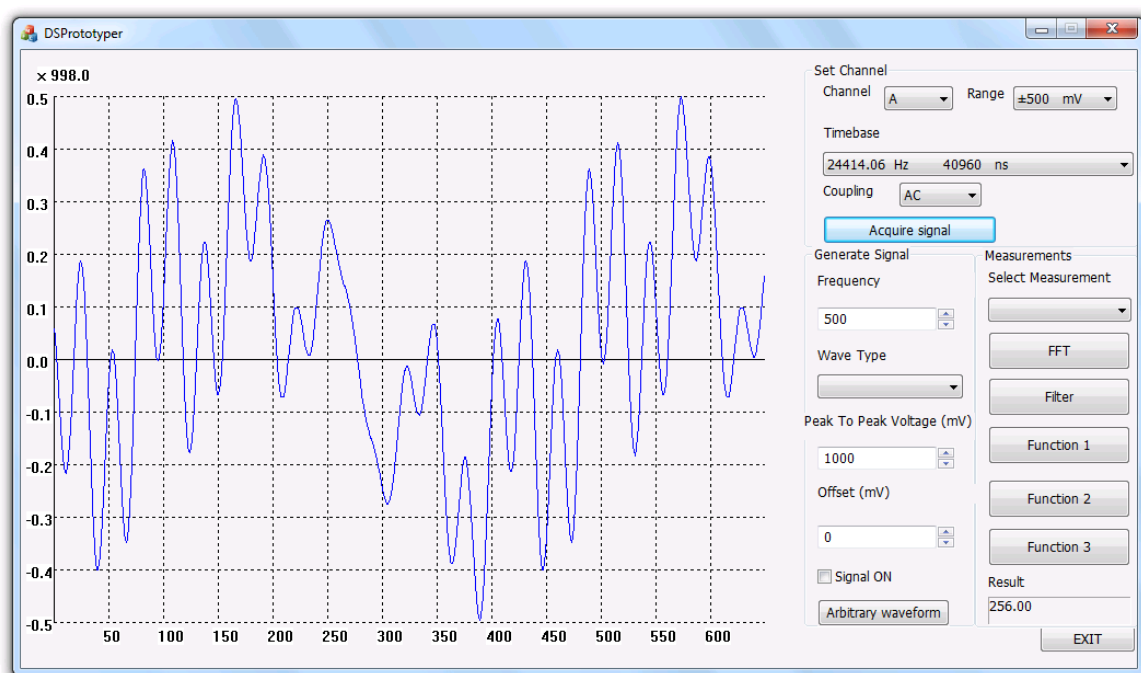 DSPrototyper
× 998.0
0.5
0.4
0.3
0.2
0.1
0.0
-0.1
-0.2
-0.3
-0.4
-0.5
50 100 150 200 250 300 350 400 450 500 550 600
Set Channel
Channel A Range ±500 mV
Timebase
24414.06 Hz 40960 ns
Coupling AC
Acquire signal
Generate Signal
Frequency
500
Wave Type
Peak To Peak Voltage (mV)
1000
Offset (mV)
0
Signal ON
Arbitrary waveform
Measurements
Select Measurement
FFT
Filter
Function 1
Function 2
Function 3
Result
256.00
EXIT